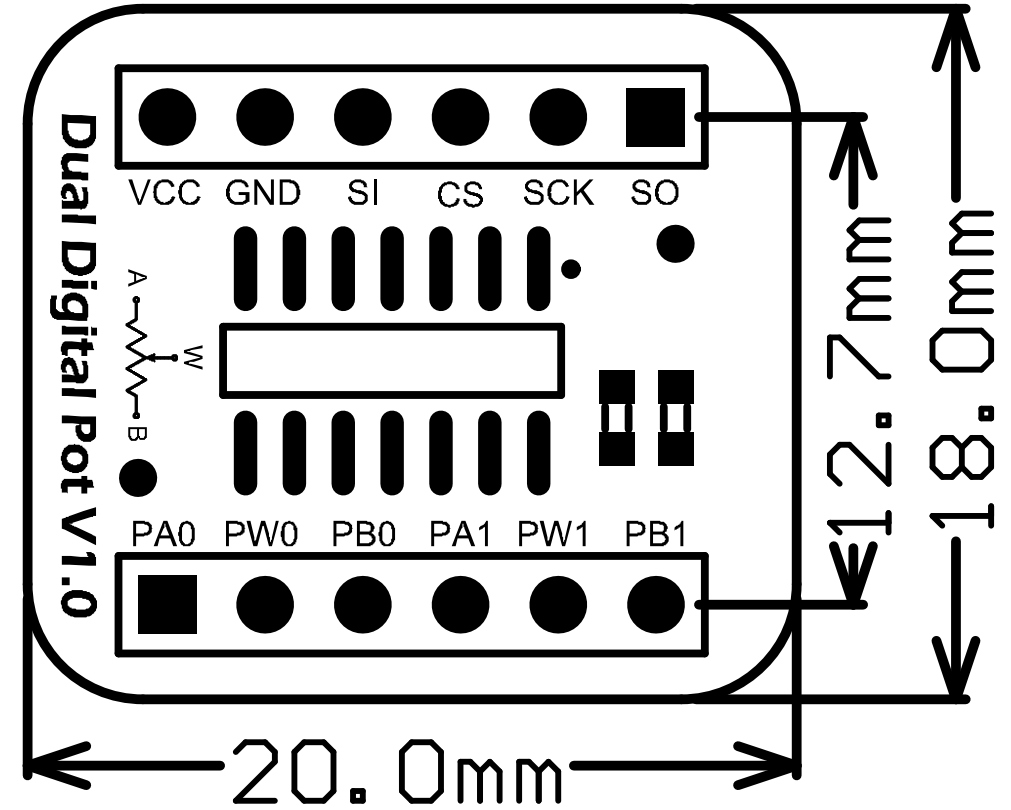 VCC GND SI CS SCK SO
Dual Digital Pot V1.0
A
W
B
PA0 PW0 PB0 PA1 PW1 PB1
12.7mm
18.0mm
20.0mm